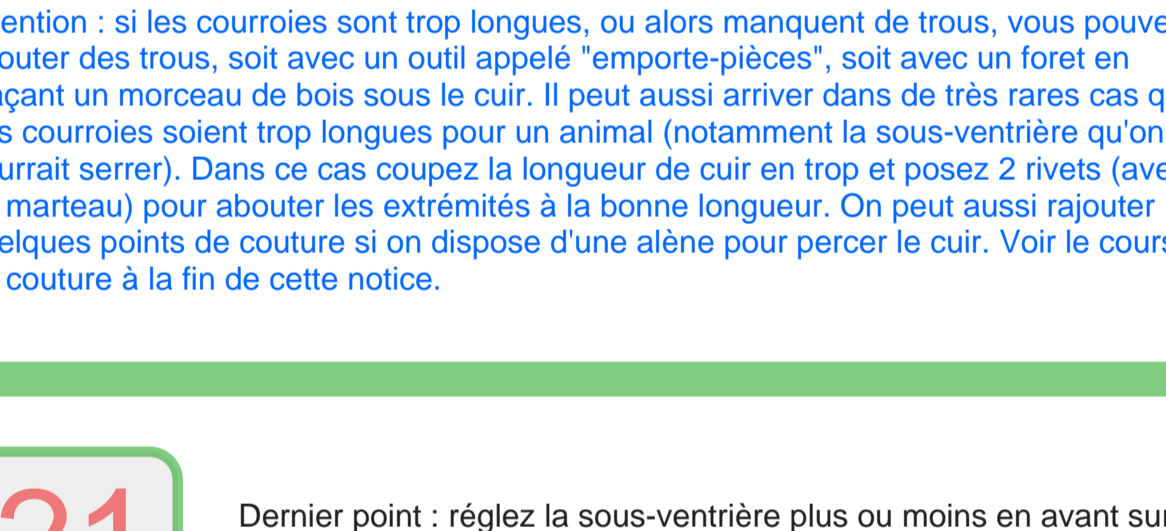 ention : si les courroies sont trop longues, ou alors manquent de trous, vous pouve
outer des trous, soit avec un outil appelé "emporte-pièces", soit avec un foret en
açant un morceau de bois sous le cuir. Il peut aussi arriver dans de très rares cas q
s courroies soient trop longues pour un animal (notamment la sous-ventrière qu'on
urrait serrer). Dans ce cas coupez la longueur de cuir en trop et posez 2 rivets (ave
marteau) pour abouter les extrémités à la bonne longueur. On peut aussi rajouter
elques points de couture si on dispose d'une alène pour percer le cuir. Voir le cours
couture à la fin de cette notice.
21
Dernier point : réglez la sous-ventrière plus ou moins en avant sur